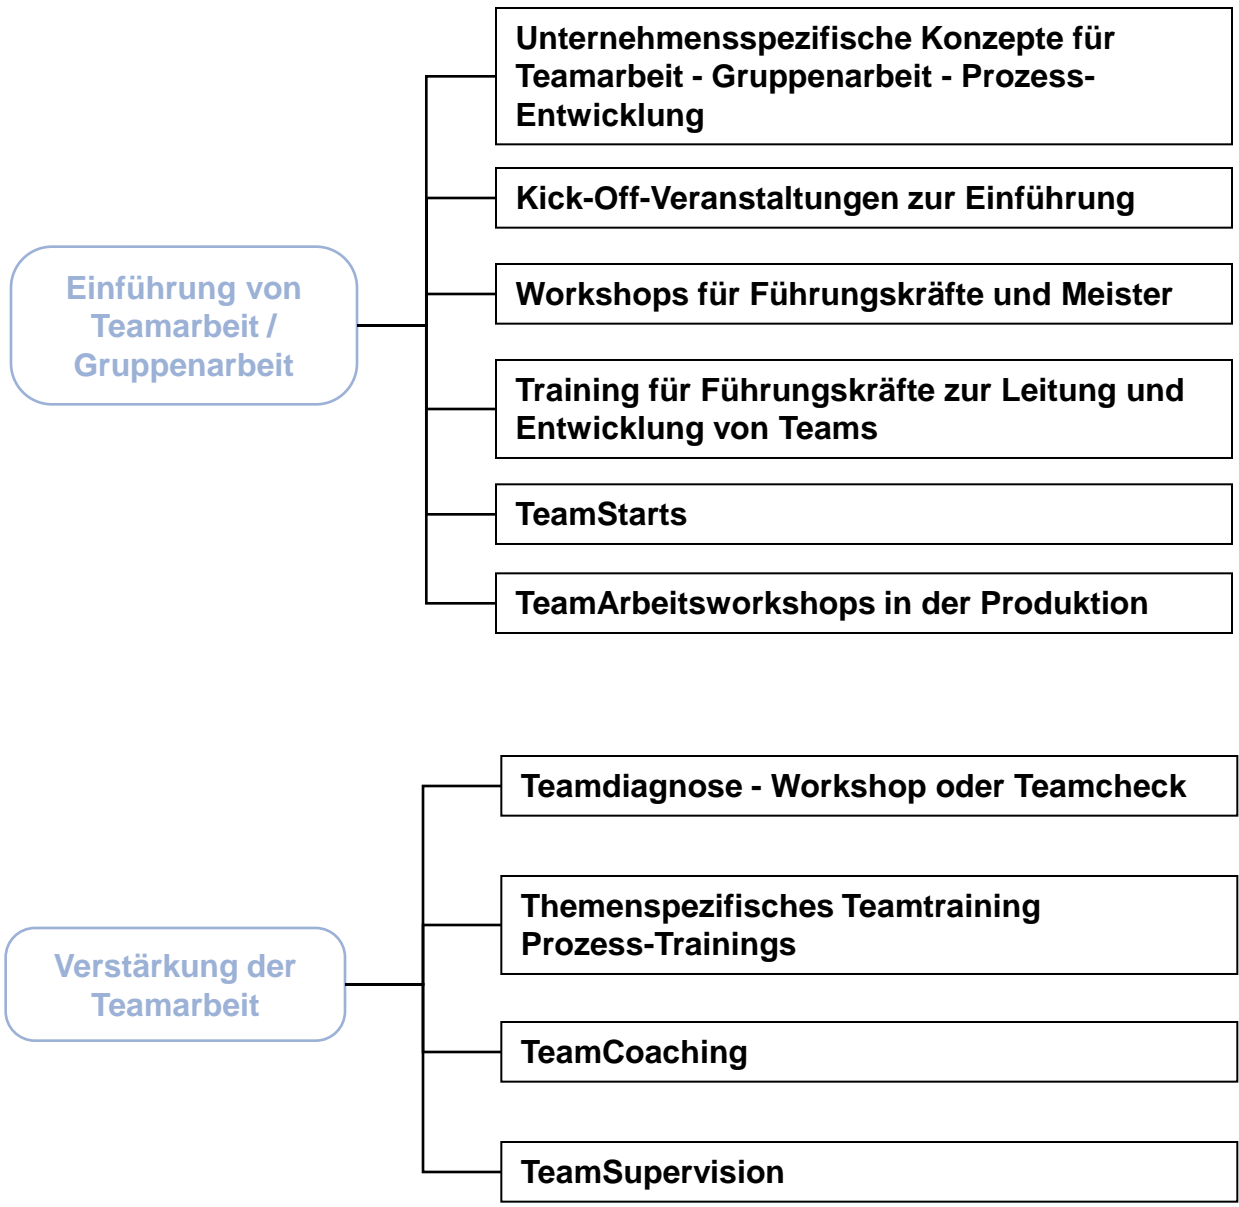 Unternehmensspezifische Konzepte für
Teamarbeit - Gruppenarbeit - Prozess-
Entwicklung
Kick-Off-Veranstaltungen zur Einführung
Einführung von
Teamarbeit /
Gruppenarbeit
Workshops für Führungskräfte und Meister
Training für Führungskräfte zur Leitung und
Entwicklung von Teams
TeamStarts
TeamArbeitsworkshops in der Produktion
Teamdiagnose - Workshop oder Teamcheck
Themenspezifisches Teamtraining
Prozess-Trainings
Verstärkung der
Teamarbeit
TeamCoaching
TeamSupervision